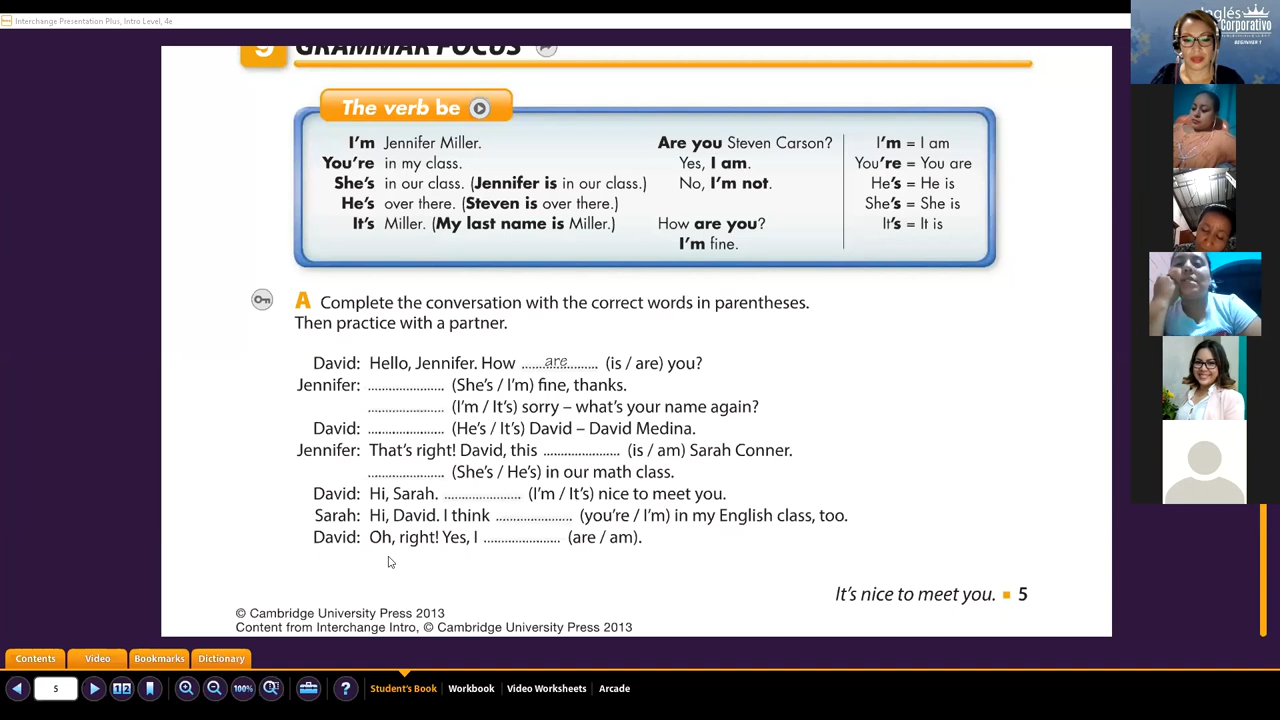 Interchange Presentation Plus, Intro Level, 4e
Inglés
Corporativo
BEGINNER 1
9 GRAMMAR FOCUS
The verb be
I'm Jennifer Miller.
You're in my class.
She's in our class. (Jennifer is in our class.)
He's over there. (Steven is over there.)
It's Miller. (My last name is Miller.)
Are you Steven Carson?
Yes, I am.
No, I'm not.
How are you?
I'm fine.
I'm = I am
You're = You are
He's = He is
She's = She is
It's = It is
A Complete the conversation with the correct words in parentheses.
Then practice with a partner.
David: Hello, Jennifer. How ........are........ (is / are) you?
Jennifer: ..................... (She's / I'm) fine, thanks.
..................... (I'm / It's) sorry – what's your name again?
David: ..................... (He's / It's) David – David Medina.
Jennifer: That's right! David, this ..................... (is / am) Sarah Conner.
..................... (She's / He's) in our math class.
David: Hi, Sarah. ..................... (I'm / It's) nice to meet you.
Sarah: Hi, David. I think ..................... (you're / I'm) in my English class, too.
David: Oh, right! Yes, I ..................... (are / am).
It's nice to meet you. ■ 5
© Cambridge University Press 2013
Content from Interchange Intro, © Cambridge University Press 2013
Contents Video Bookmarks Dictionary
5 1 2 100% ? Student's Book Workbook Video Worksheets Arcade